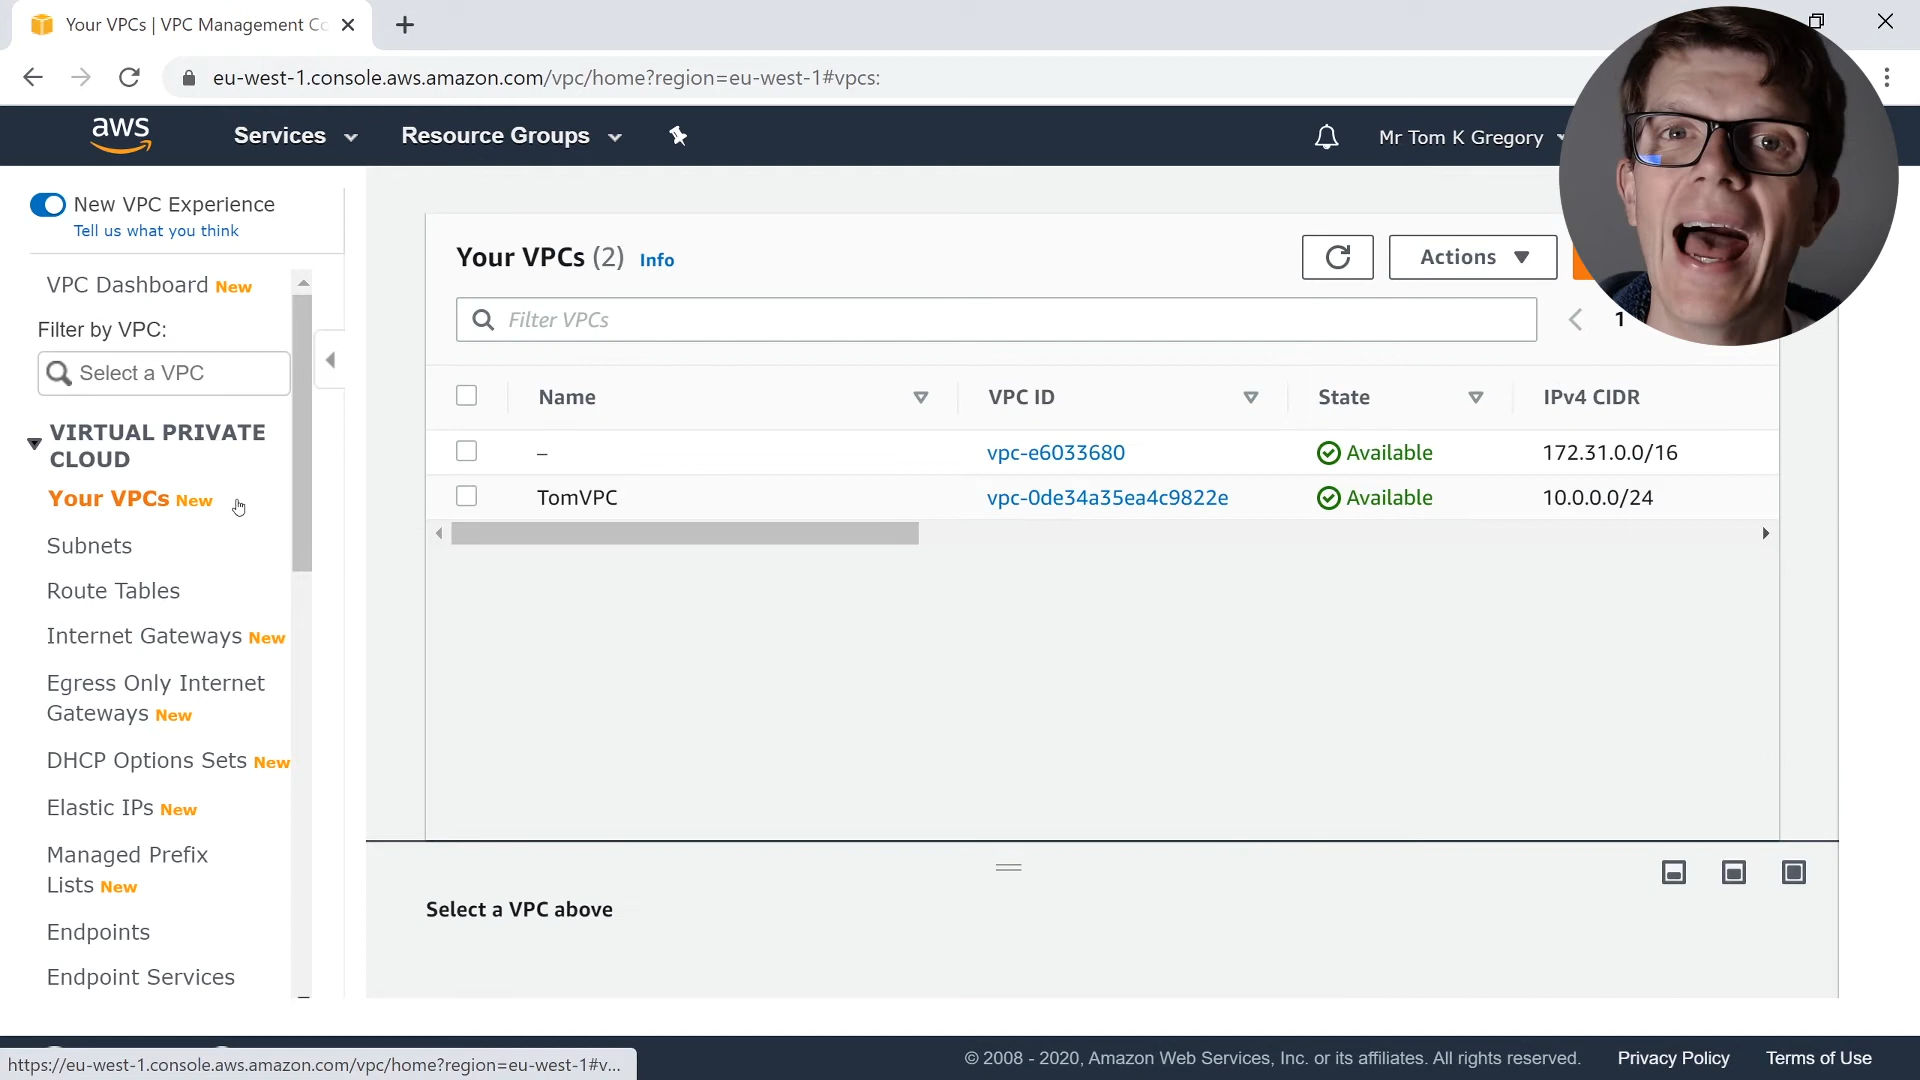 Your VPCs | VPC Management Co
eu-west-1.console.aws.amazon.com/vpc/home?region=eu-west-1#vpcs:
aws Services Resource Groups Mr Tom K Gregory
New VPC Experience
Tell us what you think
VPC Dashboard New
Filter by VPC:
Select a VPC
VIRTUAL PRIVATE
CLOUD
Your VPCs New
Subnets
Route Tables
Internet Gateways New
Egress Only Internet
Gateways New
DHCP Options Sets New
Elastic IPs New
Managed Prefix
Lists New
Endpoints
Endpoint Services
Your VPCs (2) Info
Actions
Filter VPCs
1
Name VPC ID State IPv4 CIDR
– vpc-e6033680 Available 172.31.0.0/16
TomVPC vpc-0de34a35ea4c9822e Available 10.0.0.0/24
Select a VPC above
https://eu-west-1.console.aws.amazon.com/vpc/home?region=eu-west-1#v...
© 2008 - 2020, Amazon Web Services, Inc. or its affiliates. All rights reserved. Privacy Policy Terms of Use